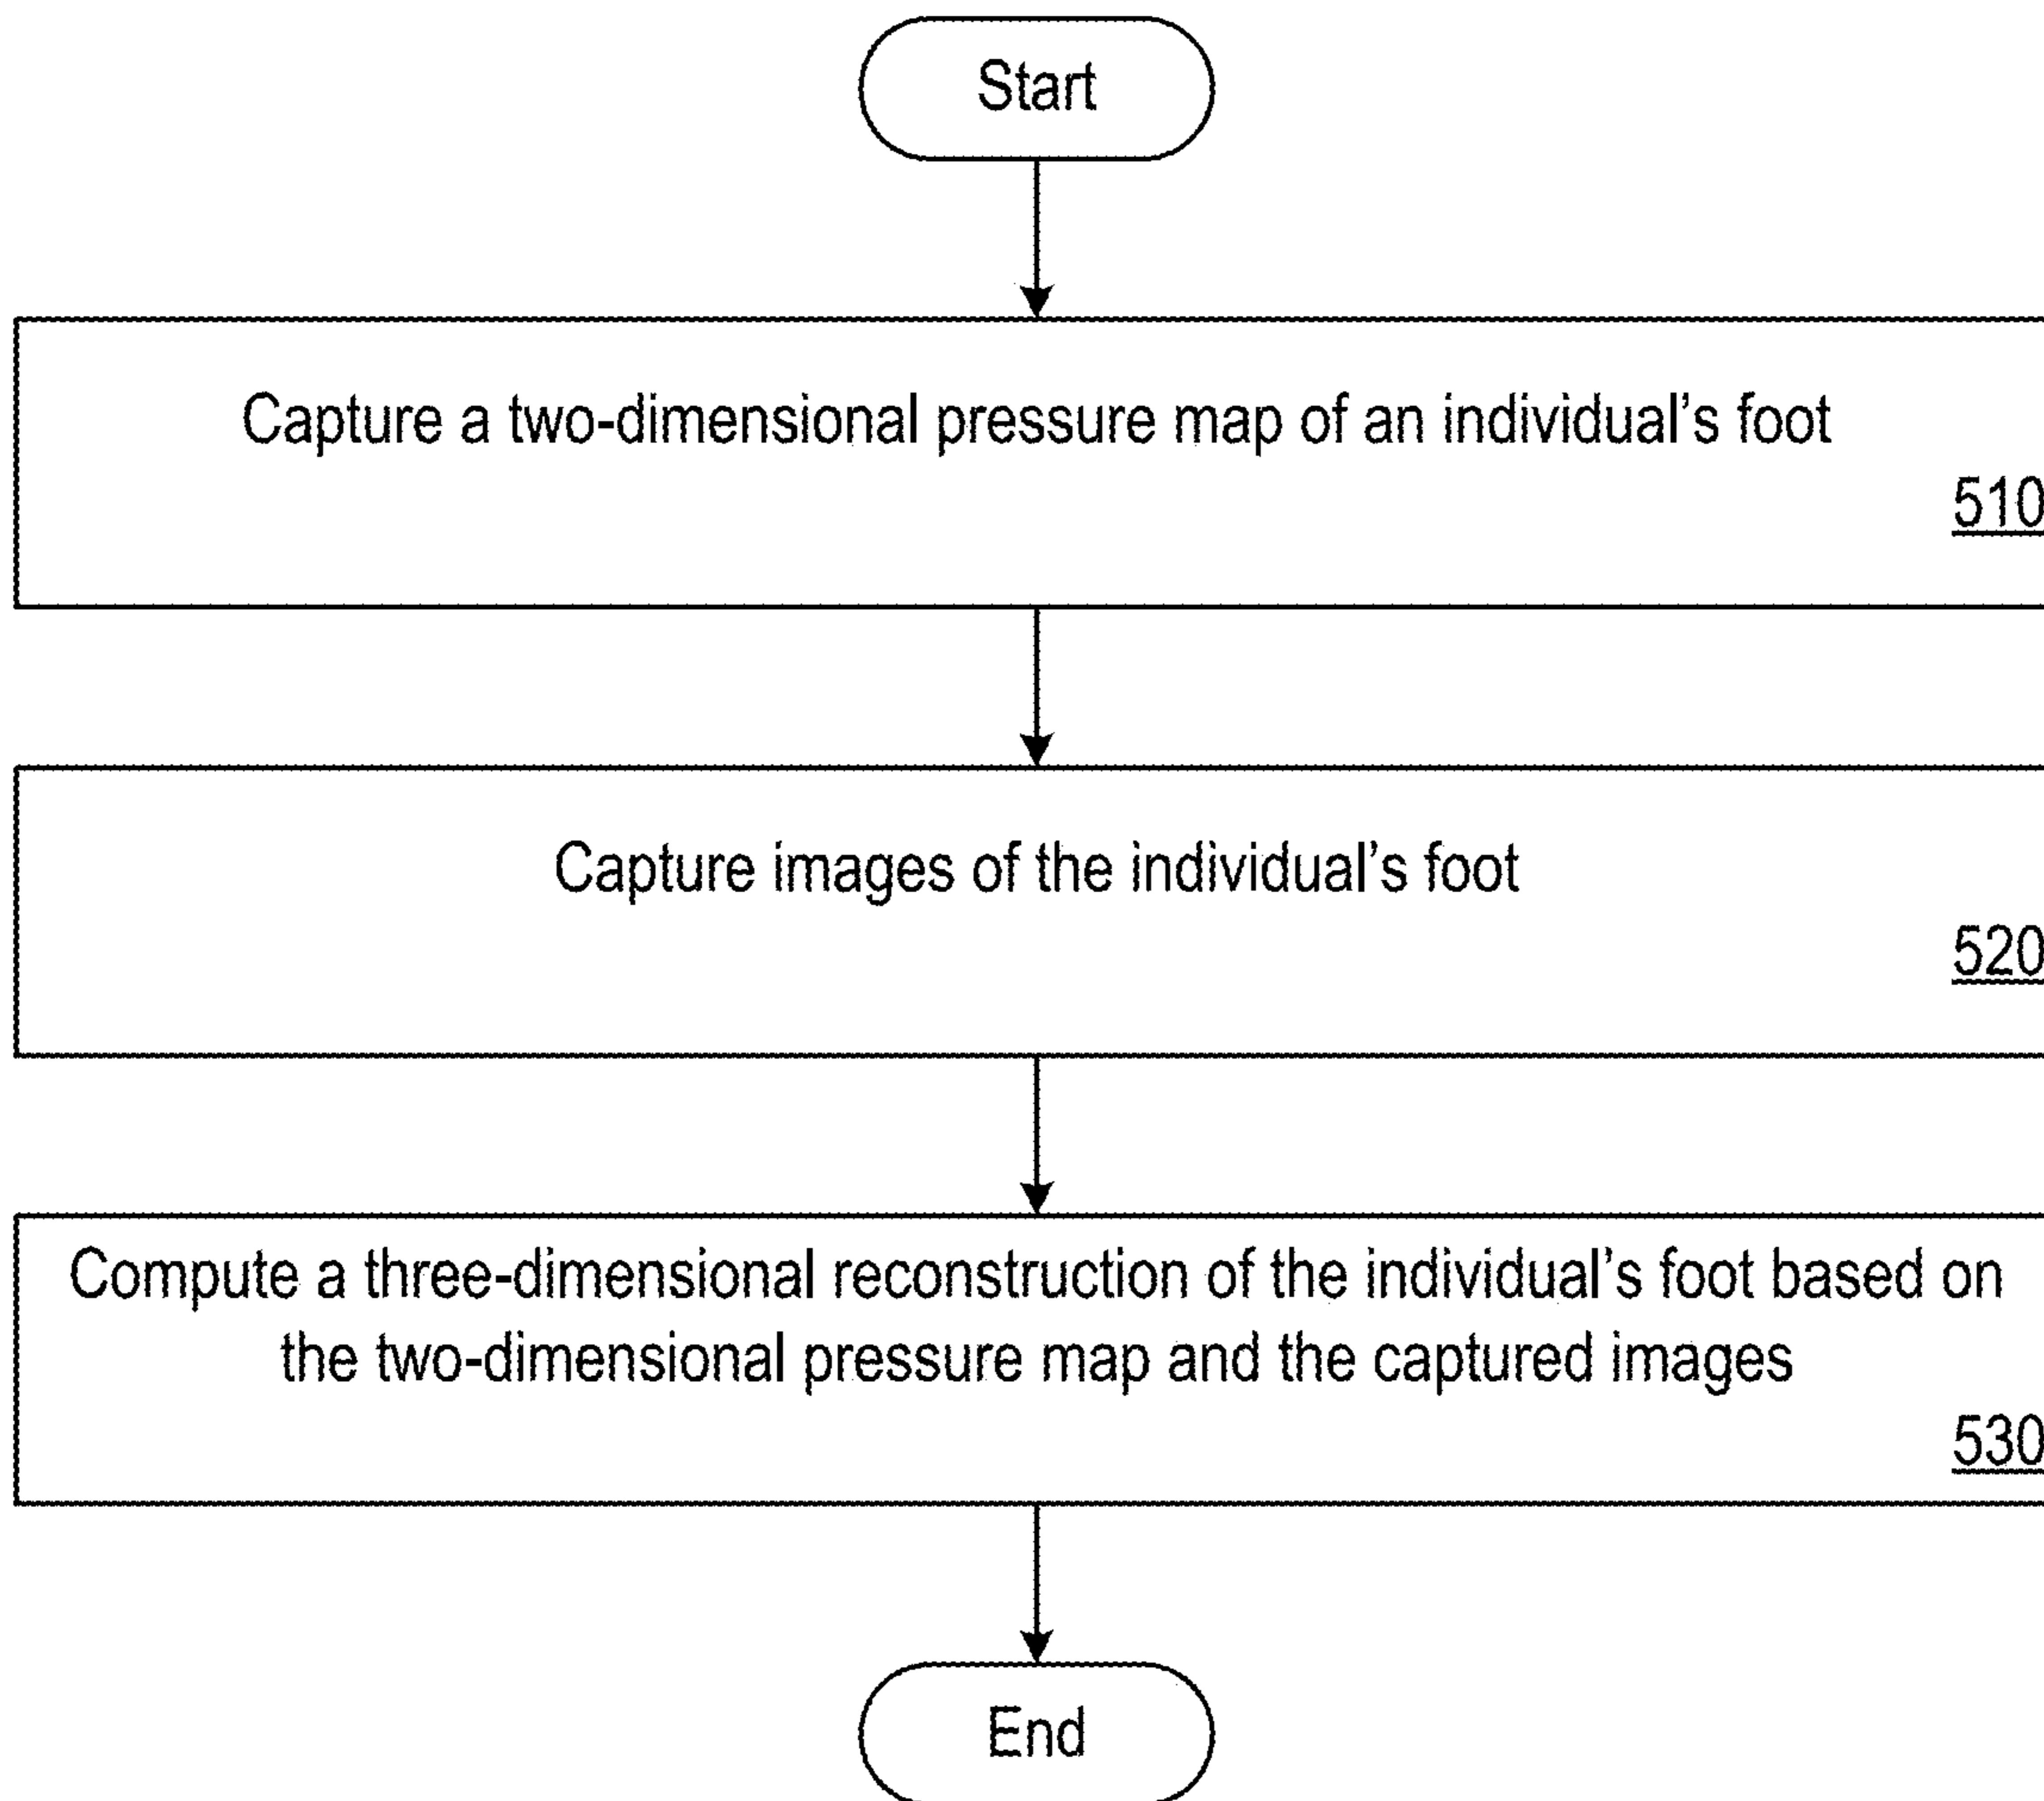 Start
Capture a two-dimensional pressure map of an individual's foot
510
Capture images of the individual's foot
520
Compute a three-dimensional reconstruction of the individual's foot based on
the two-dimensional pressure map and the captured images
530
End